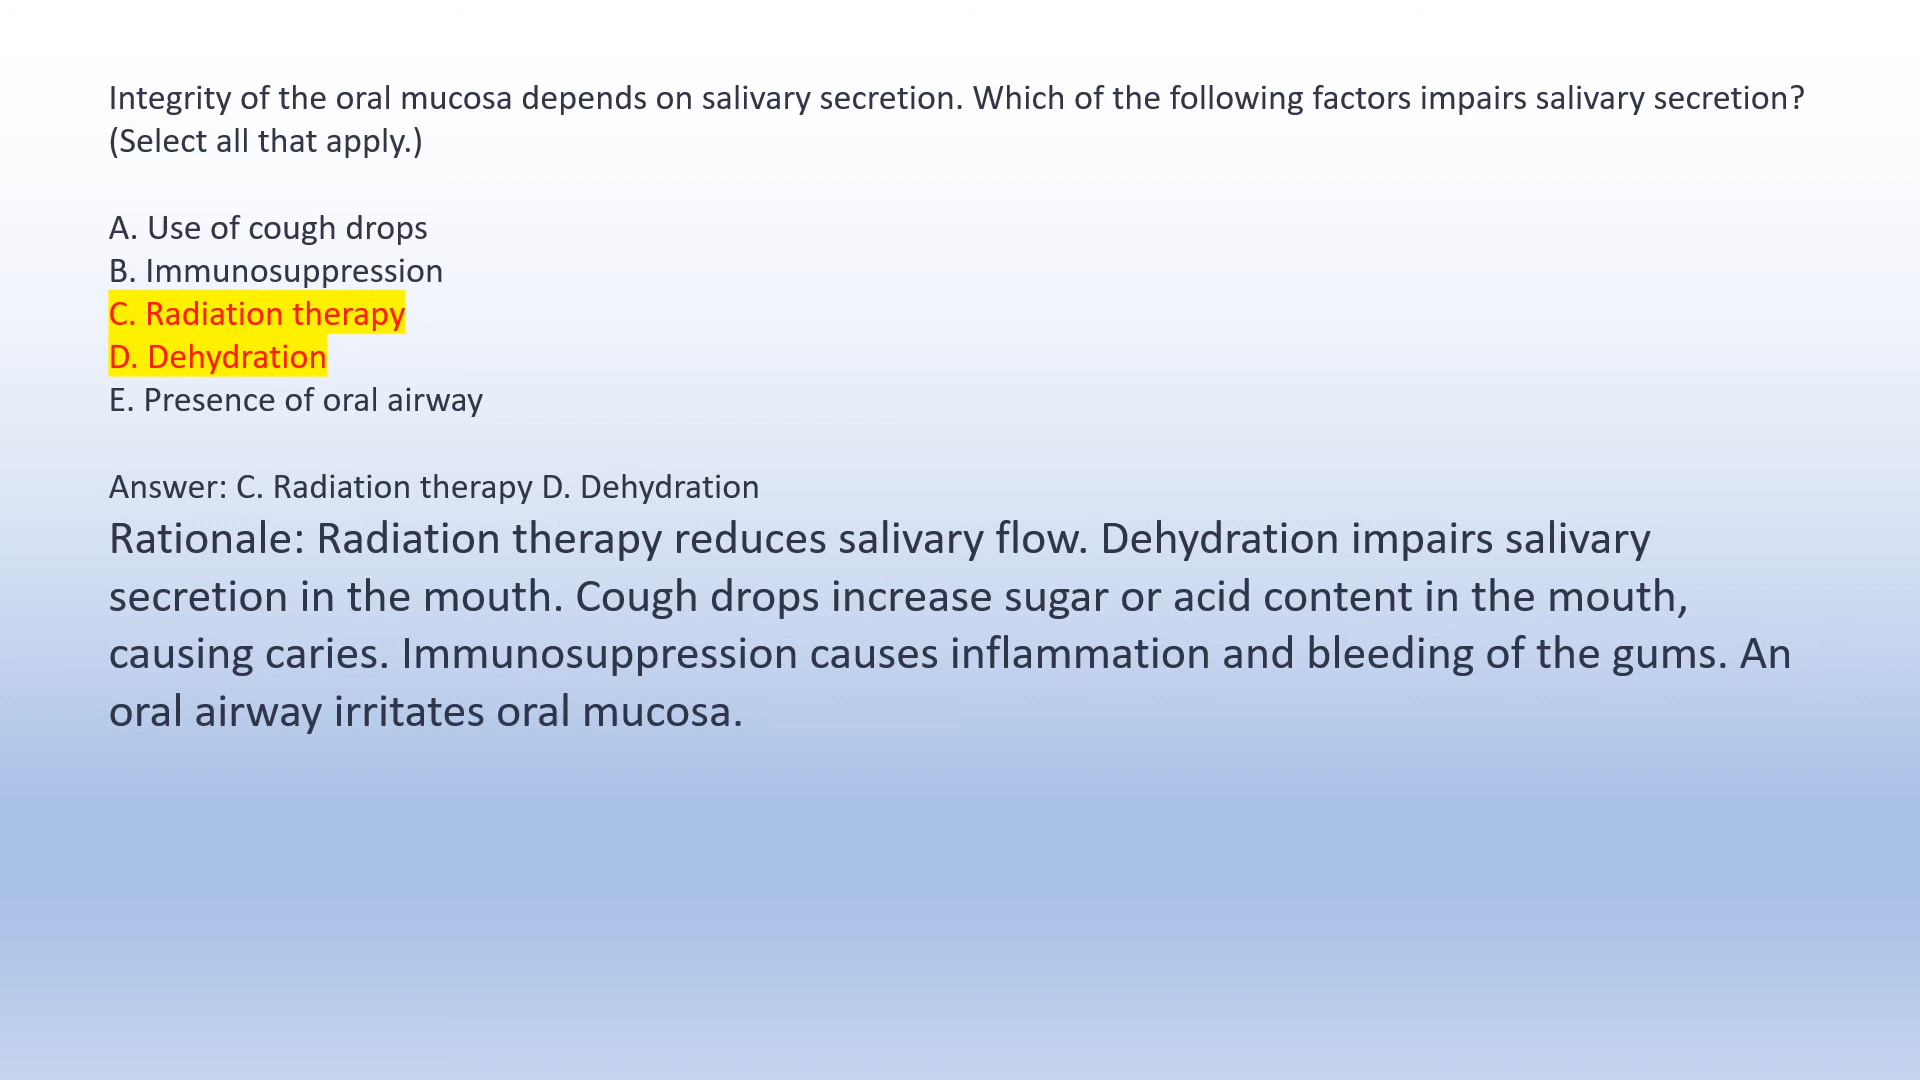 Integrity of the oral mucosa depends on salivary secretion. Which of the following factors impairs salivary secretion?
(Select all that apply.)
A. Use of cough drops
B. Immunosuppression
C. Radiation therapy
D. Dehydration
E. Presence of oral airway
Answer: C. Radiation therapy D. Dehydration
Rationale: Radiation therapy reduces salivary flow. Dehydration impairs salivary
secretion in the mouth. Cough drops increase sugar or acid content in the mouth,
causing caries. Immunosuppression causes inflammation and bleeding of the gums. An
oral airway irritates oral mucosa.